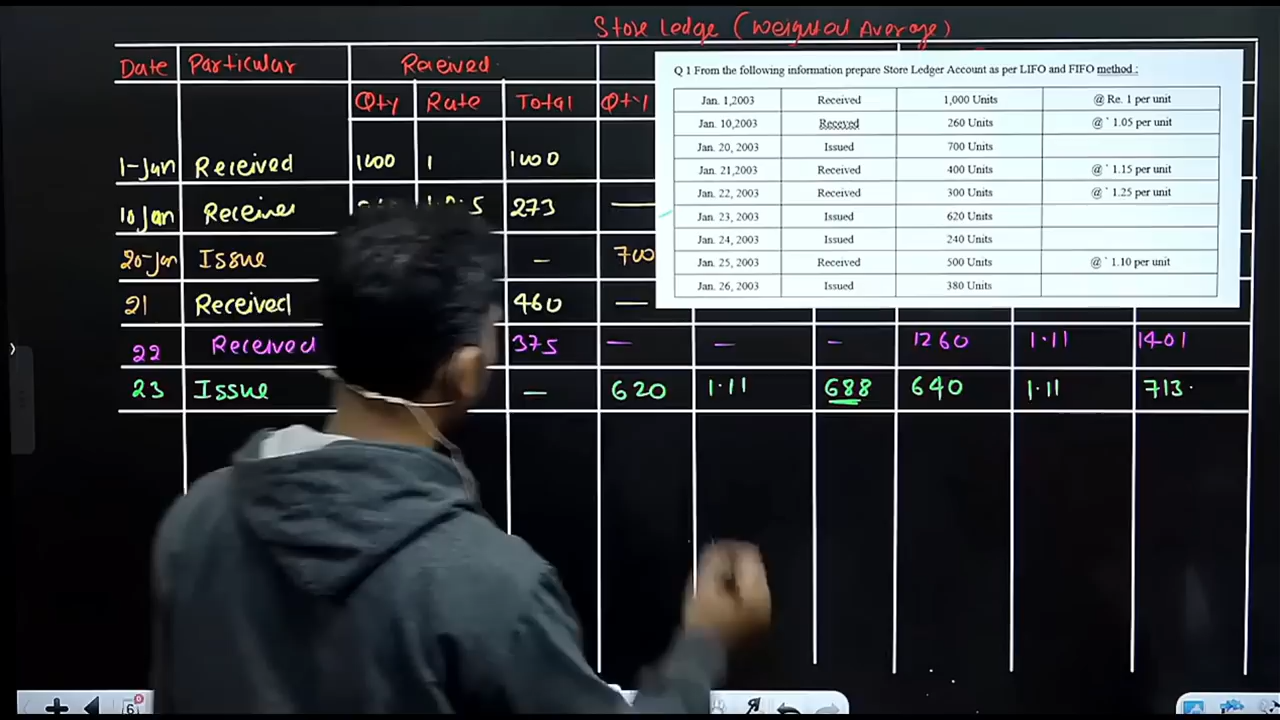 Store Ledge (Weighted Average)
Date Particular Received
Qty Rate Total Qty
Q 1 From the following information prepare Store Ledger Account as per LIFO and FIFO method :
Jan. 1,2003 Received 1,000 Units @ Re. 1 per unit
Jan. 10,2003 Receved 260 Units @ ` 1.05 per unit
Jan. 20, 2003 Issued 700 Units
Jan. 21,2003 Received 400 Units @ ` 1.15 per unit
Jan. 22, 2003 Received 300 Units @ ` 1.25 per unit
Jan. 23, 2003 Issued 620 Units
Jan. 24, 2003 Issued 240 Units
Jan. 25, 2003 Received 500 Units @ ` 1.10 per unit
Jan. 26, 2003 Issued 380 Units
1-Jan Received 1000 1 1000
10 Jan Receives 273 —
20-Jan Issue — 700
21 Received 460 —
22 Received 375 — — — 1260 1.11 1401
23 Issue — 620 1.11 688 640 1.11 713.